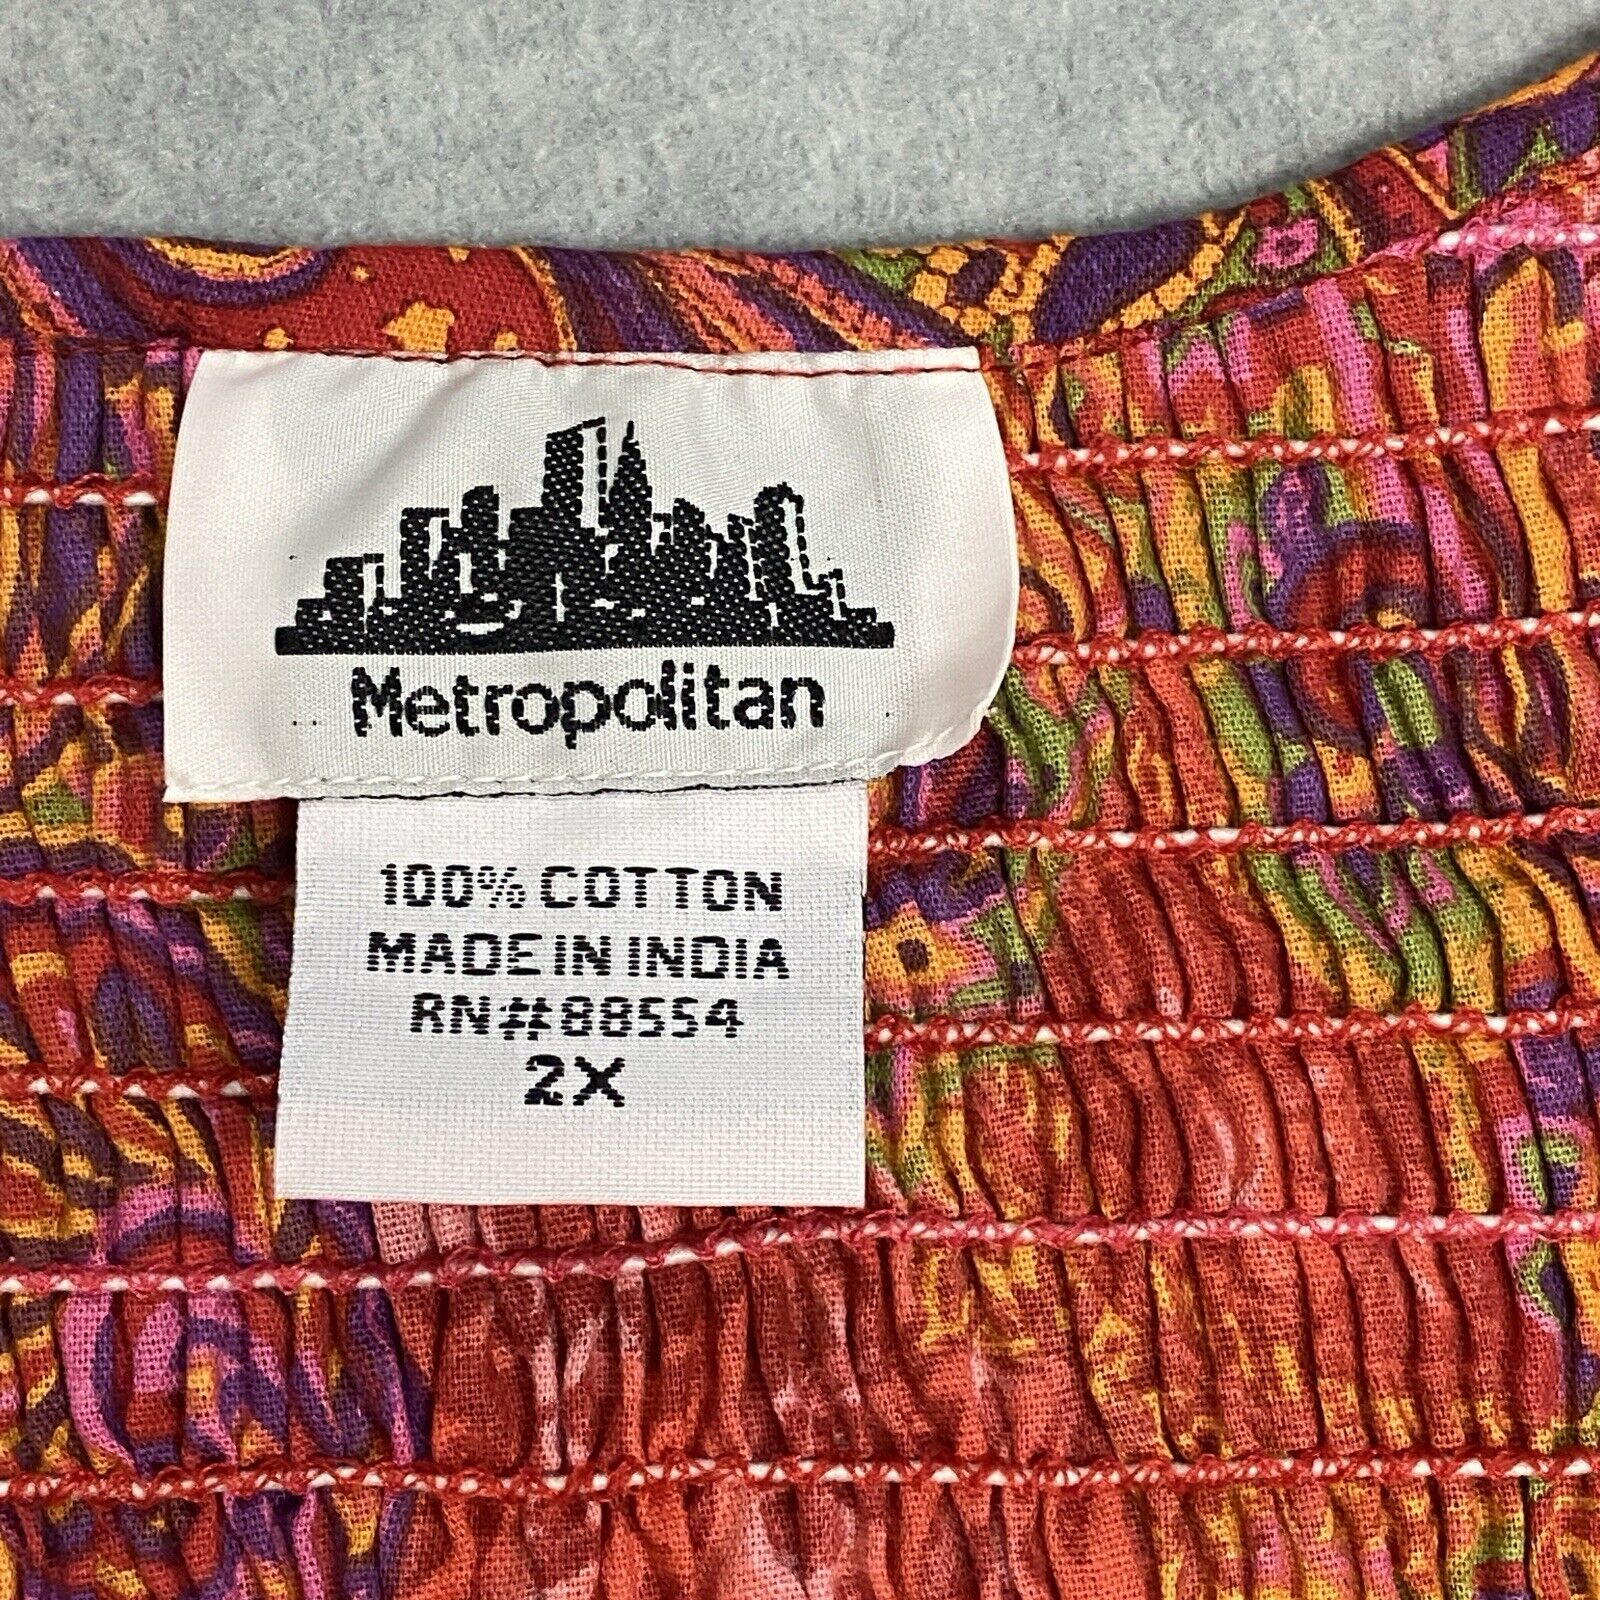 Metropolitan
100% COTTON
MADE IN INDIA
RN#88554
2X